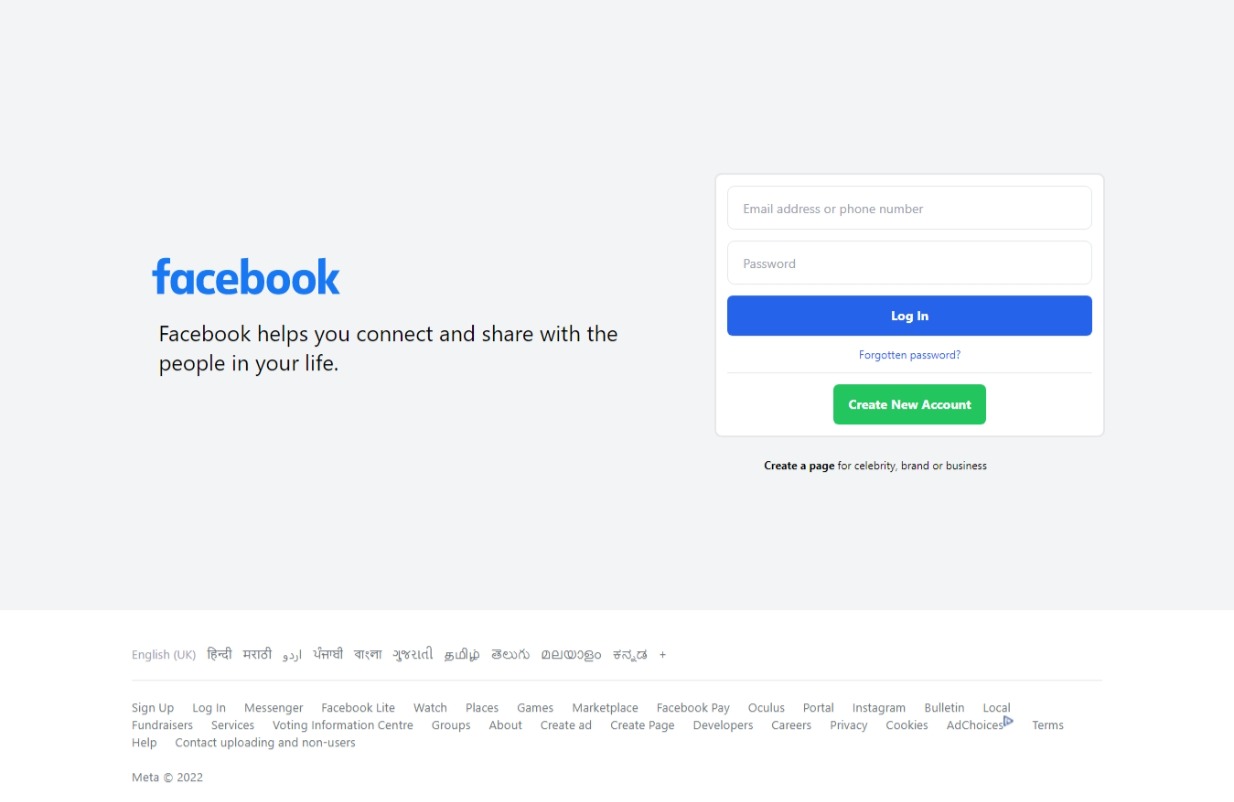 facebook
Facebook helps you connect and share with the
people in your life.
Email address or phone number
Password
Log In
Forgotten password?
Create New Account
Create a page for celebrity, brand or business
English (UK) हिन्दी मराठी اردو ਪੰਜਾਬੀ বাংলা ગુજરાતી தமிழ் తెలుగు മലയാളം ಕನ್ನಡ +
Sign Up Log In Messenger Facebook Lite Watch Places Games Marketplace Facebook Pay Oculus Portal Instagram Bulletin Local
Fundraisers Services Voting Information Centre Groups About Create ad Create Page Developers Careers Privacy Cookies AdChoices Terms
Help Contact uploading and non-users
Meta © 2022